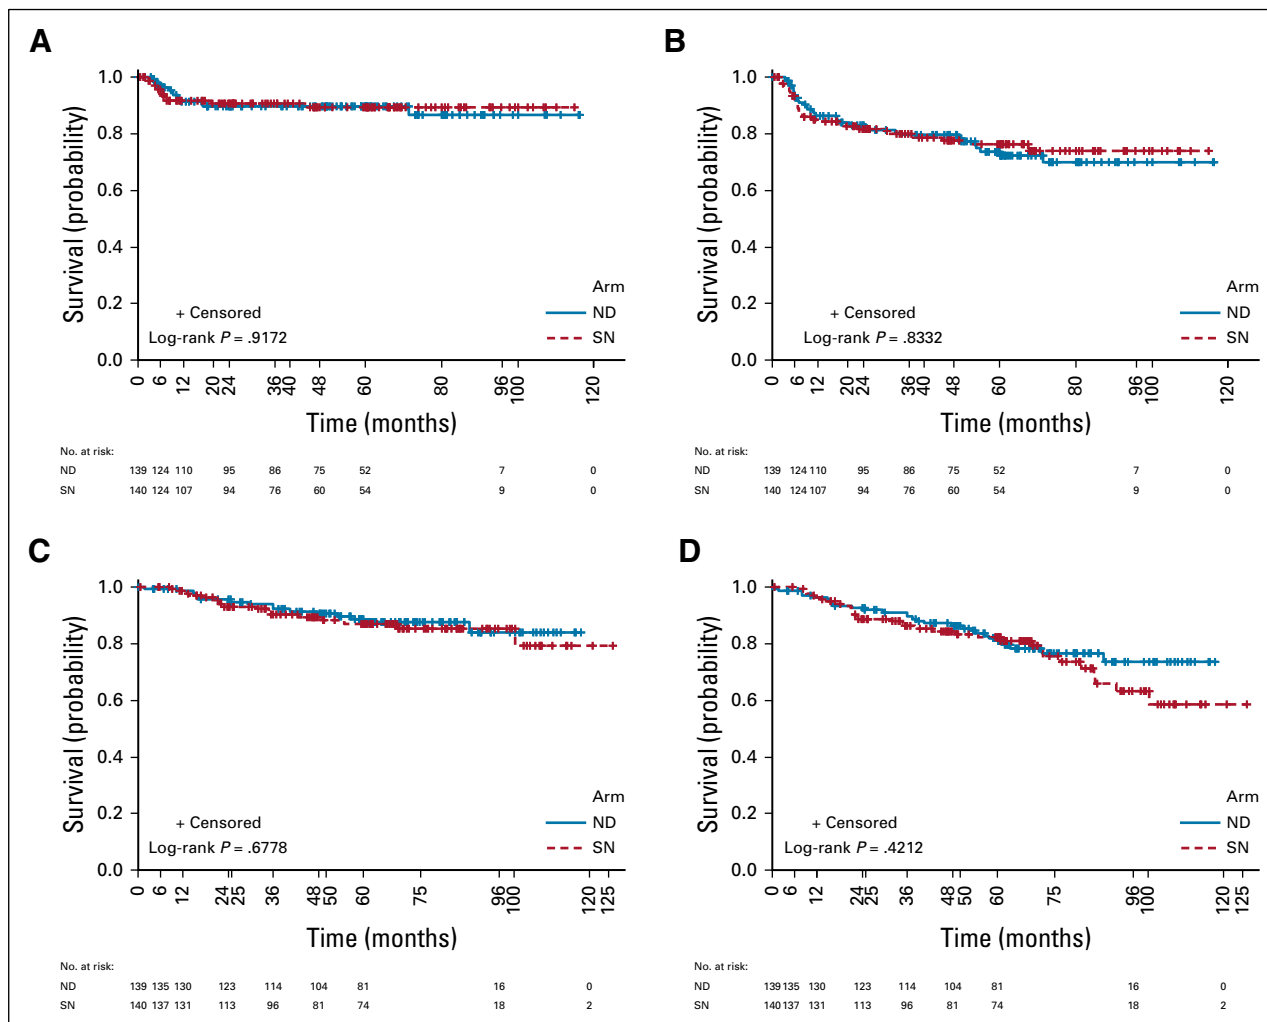 A
Survival (probability)
1.0
0.8
0.6
0.4
0.2
0.0
Arm
+ Censored
ND
Log-rank P = .9172
SN
0 6 12 20 24 36 40 48 60 80 96 100 120
Time (months)
No. at risk:
ND 139 124 110 95 86 75 52 7 0
SN 140 124 107 94 76 60 54 9 0
B
Survival (probability)
1.0
0.8
0.6
0.4
0.2
0.0
Arm
+ Censored
ND
Log-rank P = .8332
SN
0 6 12 20 24 36 40 48 60 80 96 100 120
Time (months)
No. at risk:
ND 139 124 110 95 86 75 52 7 0
SN 140 124 107 94 76 60 54 9 0
C
Survival (probability)
1.0
0.8
0.6
0.4
0.2
0.0
Arm
+ Censored
ND
Log-rank P = .6778
SN
0 6 12 24 25 36 48 50 60 75 96 100 120 125
Time (months)
No. at risk:
ND 139 135 130 123 114 104 81 16 0
SN 140 137 131 113 96 81 74 18 2
D
Survival (probability)
1.0
0.8
0.6
0.4
0.2
0.0
Arm
+ Censored
ND
Log-rank P = .4212
SN
0 6 12 24 25 36 48 50 60 75 96 100 120 125
Time (months)
No. at risk:
ND 139 135 130 123 114 104 81 16 0
SN 140 137 131 113 96 81 74 18 2